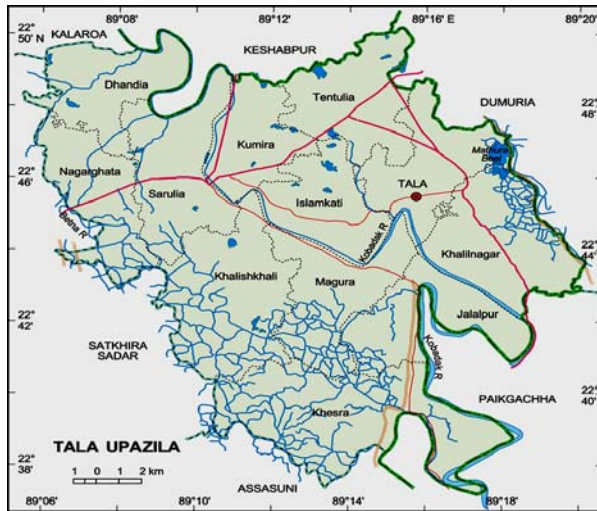 89°08'
89°12'
89°16' E
89°20'
22°
50' N
KALAROA
KESHABPUR
Dhandia
Tentulia
DUMURIA
22°
48'
Kumira
Mathura
Beel
Nagarghata
22°
46'
Sarulia
TALA
Islamkati
Betna R
Kobadak R
Khalilnagar
22°
44'
Khalishkhali
Magura
Jalalpur
22°
42'
SATKHIRA
SADAR
Kobadak R
PAIKGACHHA
22°
40'
Khesra
TALA UPAZILA
1 0 1 2 km
22°
38'
ASSASUNI
89°06'
89°10'
89°14'
89°18'